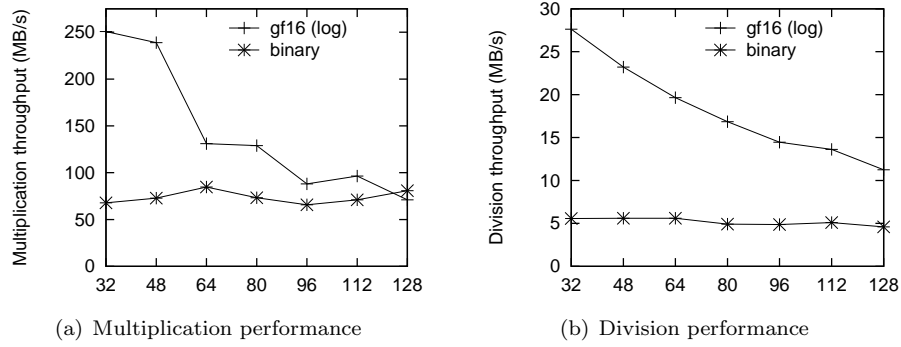 Multiplication throughput (MB/s)
250
200
150
100
50
0
gf16 (log)
binary
32 48 64 80 96 112 128
(a) Multiplication performance
Division throughput (MB/s)
30
25
20
15
10
5
0
gf16 (log)
binary
32 48 64 80 96 112 128
(b) Division performance